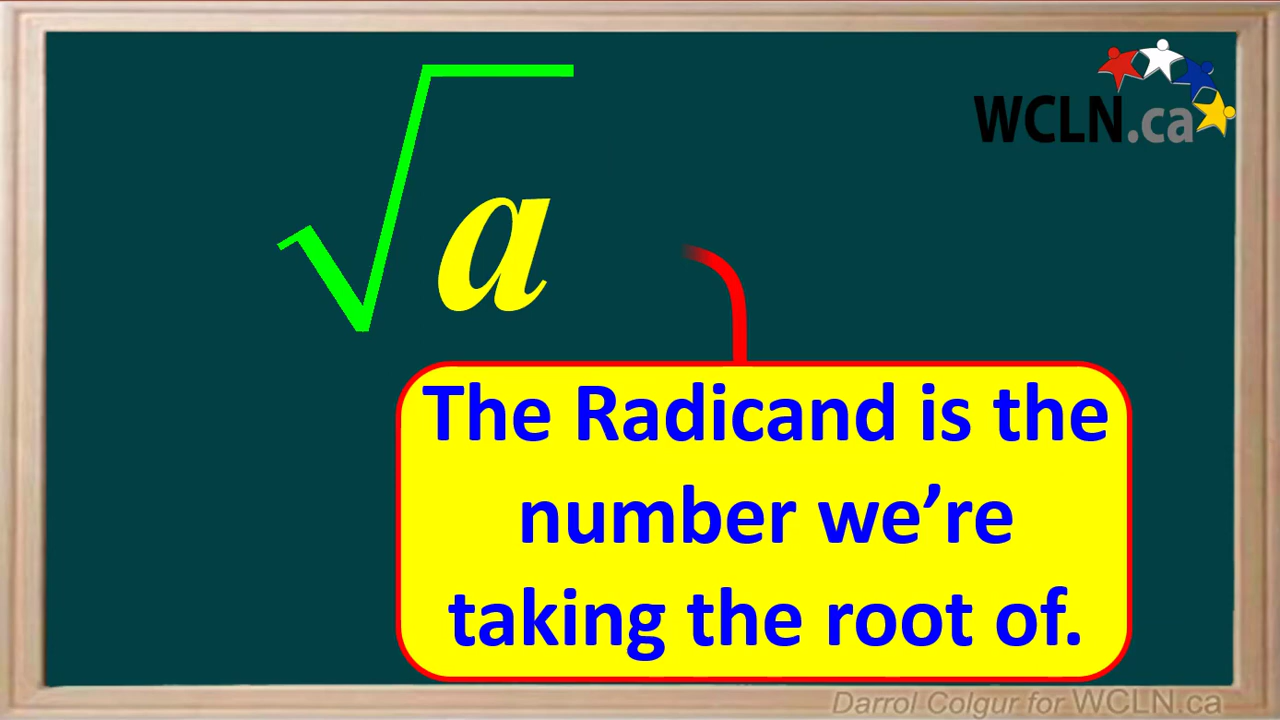 WCLN.ca
√a
The Radicand is the
number we’re
taking the root of.
Darrol Colgur for WCLN.ca